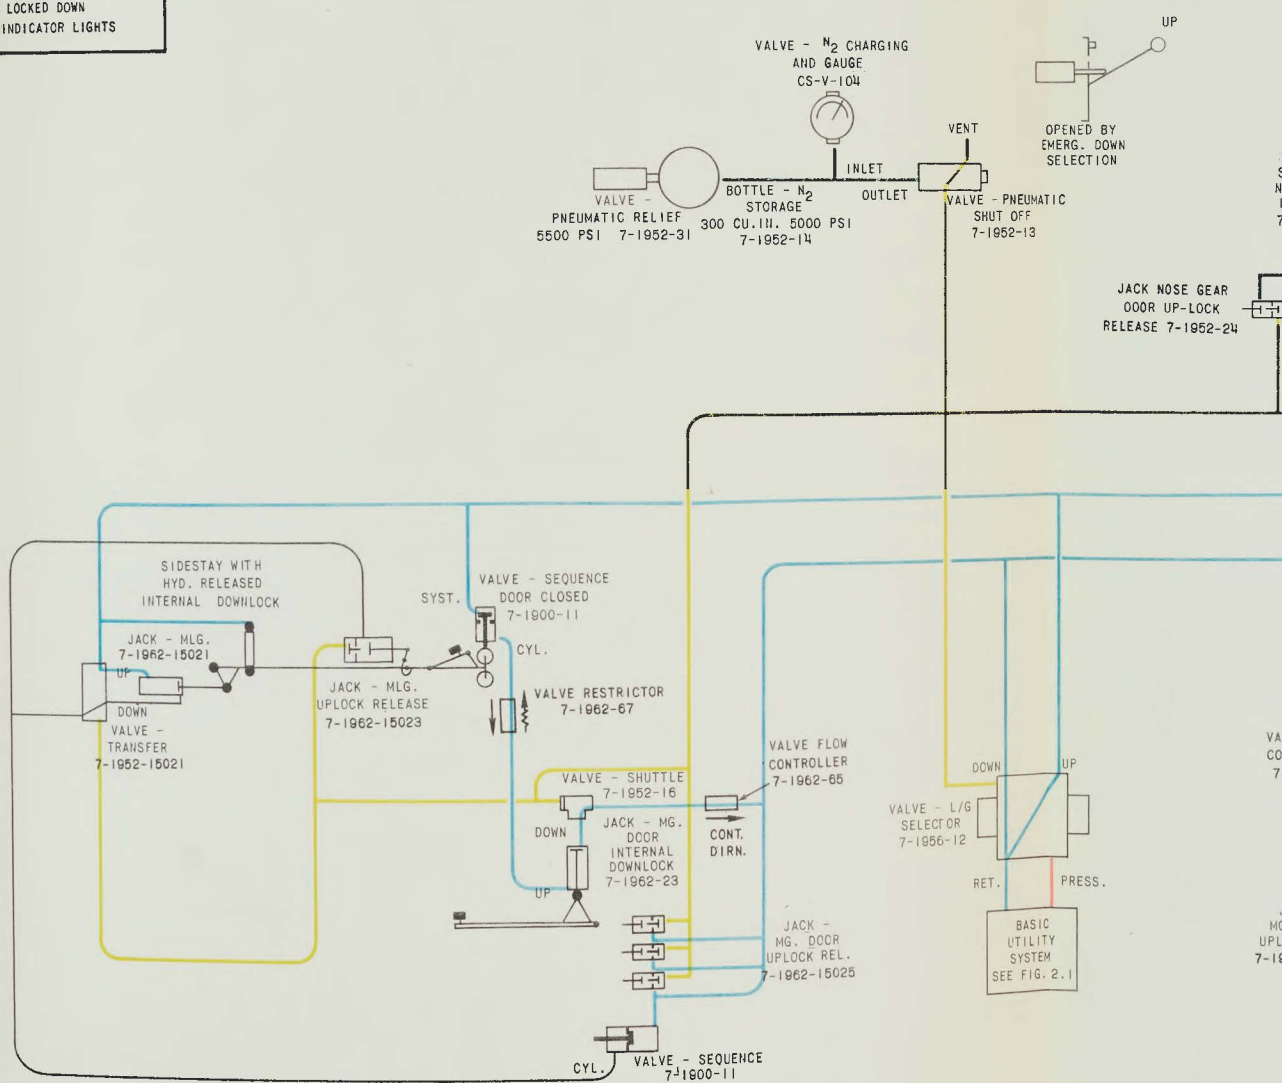 LOCKED DOWN
INDICATOR LIGHTS
VALVE - N2 CHARGING
AND GAUGE
CS-V-104
UP
OPENED BY
EMERG. DOWN
SELECTION
VENT
INLET
OUTLET
VALVE -
PNEUMATIC RELIEF
5500 PSI 7-1952-31
BOTTLE - N2
STORAGE
300 CU.IN. 5000 PSI
7-1952-14
VALVE - PNEUMATIC
SHUT OFF
7-1952-13
JACK NOSE GEAR
DOOR UP-LOCK
RELEASE 7-1952-24
SIDESTAY WITH
HYD. RELEASED
INTERNAL DOWNLOCK
JACK - MLG.
7-1962-15021
UP
DOWN
VALVE -
TRANSFER
7-1952-15021
JACK - MLG.
UPLOCK RELEASE
7-1962-15023
SYST.
VALVE - SEQUENCE
DOOR CLOSED
7-1900-11
CYL.
VALVE RESTRICTOR
7-1962-67
VALVE - SHUTTLE
7-1952-16
DOWN
UP
JACK - MG.
DOOR
INTERNAL
DOWNLOCK
7-1962-23
VALVE FLOW
CONTROLLER
7-1962-65
CONT.
DIRN.
JACK -
MG. DOOR
UPLOCK REL.
7-1962-15025
CYL.
VALVE - SEQUENCE
7-1900-11
DOWN
UP
VALVE - L/G
SELECTOR
7-1956-12
RET.
PRESS.
BASIC
UTILITY
SYSTEM
SEE FIG. 2.1